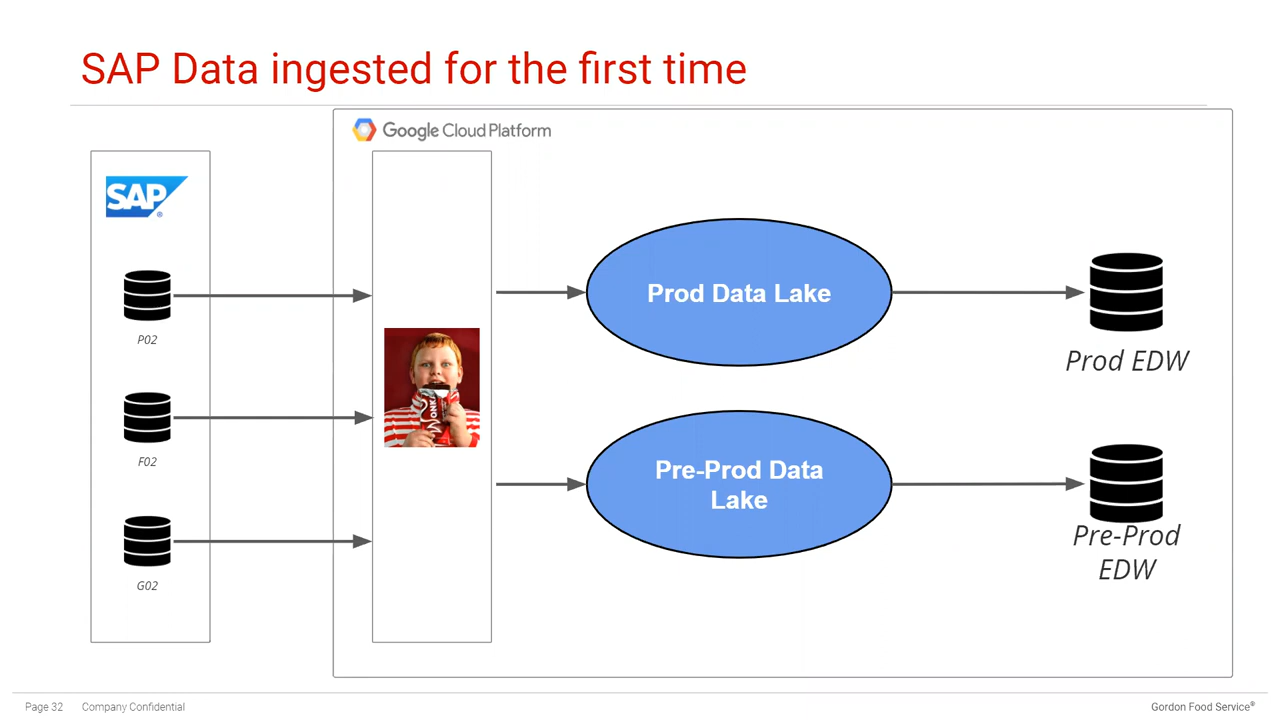 SAP Data ingested for the first time
Google Cloud Platform
SAP®
P02
F02
G02
WONKA
Prod Data Lake
Pre-Prod Data
Lake
Prod EDW
Pre-Prod
EDW
Page 32
Company Confidential
Gordon Food Service®